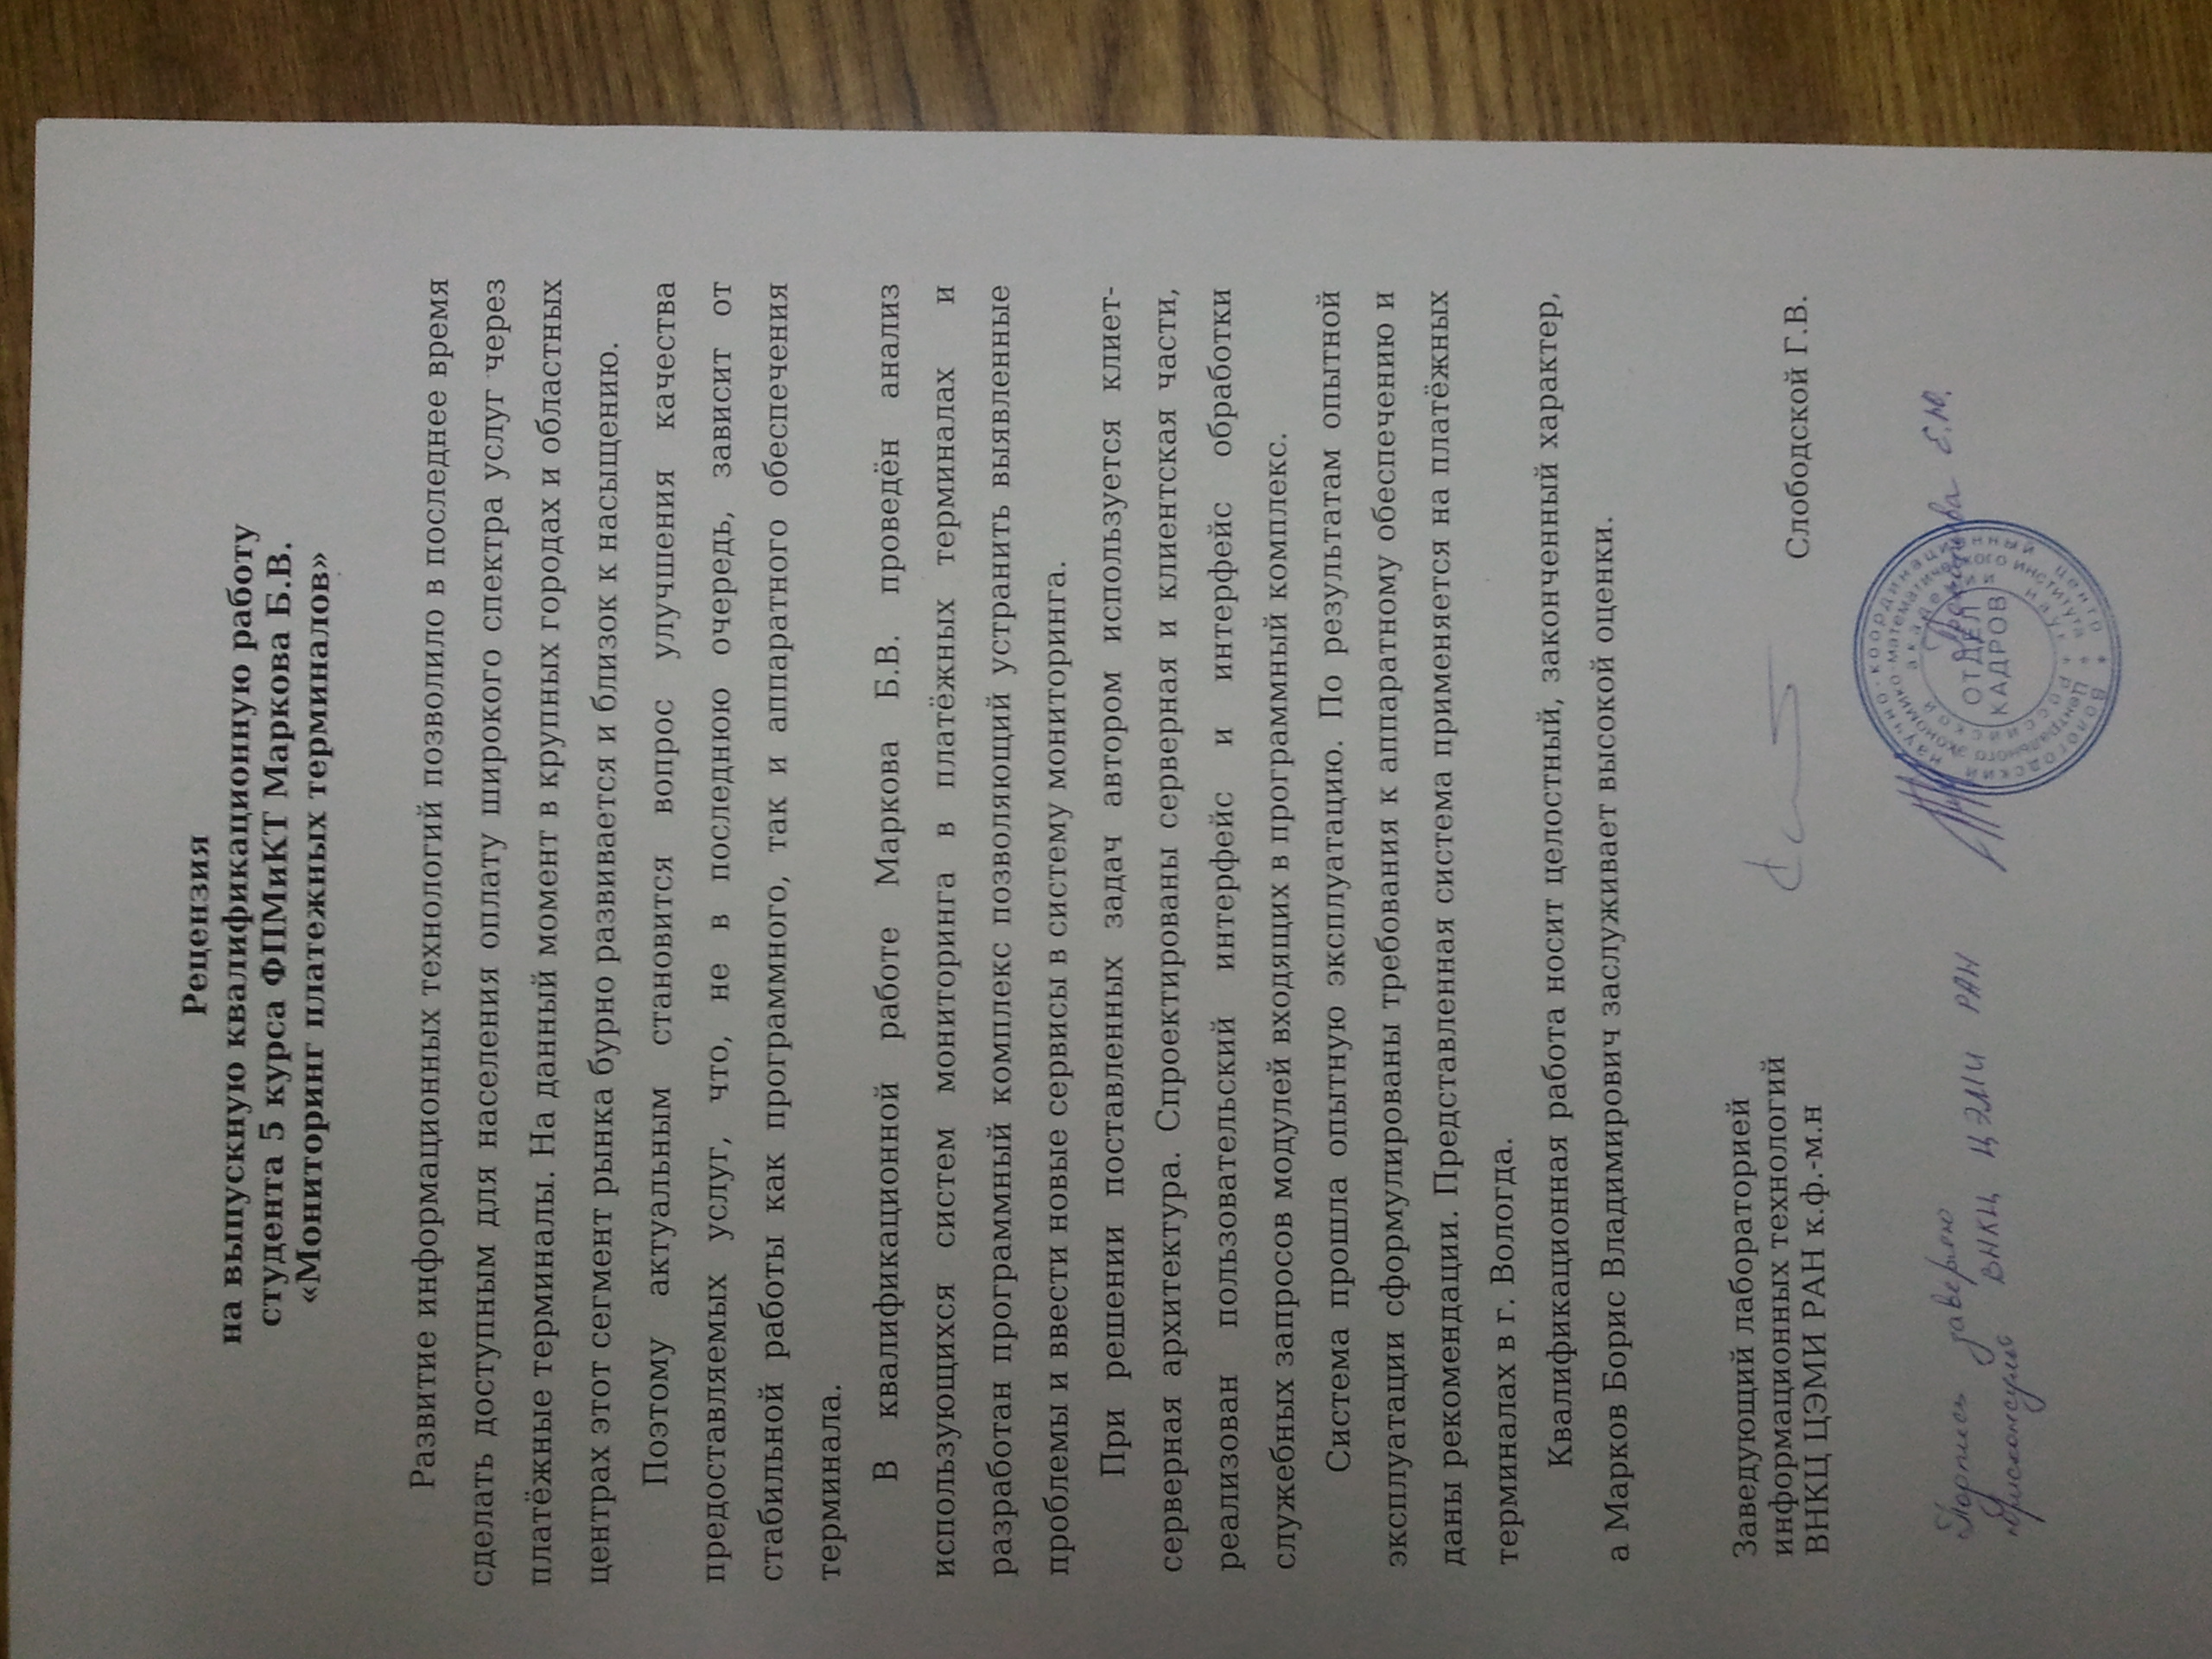 Рецензия
на выпускную квалификационную работу
студента 5 курса ФПМиКТ Маркова Б.В.
«Мониторинг платежных терминалов»
Развитие информационных технологий позволило в последнее время
сделать доступным для населения оплату широкого спектра услуг через
платёжные терминалы. На данный момент в крупных городах и областных
центрах этот сегмент рынка бурно развивается и близок к насыщению.
Поэтому актуальным становится вопрос улучшения качества
предоставляемых услуг, что, не в последнюю очередь, зависит от
стабильной работы как програмного, так и аппаратного обеспечения
терминала.
В квалификационной работе Маркова Б.В. проведён анализ
использующихся систем мониторинга в платёжных терминалах и
разработан программный комплекс позволяющий устранить выявленные
проблемы и ввести новые сервисы в систему мониторинга.
При решении поставленных задач автором используется клиет-
серверная архитектура. Спроектированы серверная и клиентская части,
реализован пользовательский интерфейс и интерфейс обработки
служебных запросов модулей входящих в программный комплекс.
Система прошла опытную эксплуатацию. По результатам опытной
эксплуатации сформулированы требования к аппаратному обеспечению и
даны рекомендации. Представленная система применяется на платёжных
терминалах в г. Вологда.
Квалификационная работа носит целостный, законченный характер,
а Марков Борис Владимирович заслуживает высокой оценки.
Заведующий лабораторией
информационных технологий
ВНКЦ ЦЭМИ РАН к.ф.-м.н
Слободской Г.В.
Подпись заверяю
ВНКЦ ЦЭМИ РАН
Е.Ю.
Вологодский научно-координационный центр
Центрального экономико-математического института
Российской академии наук
ОТДЕЛ
КАДРОВ